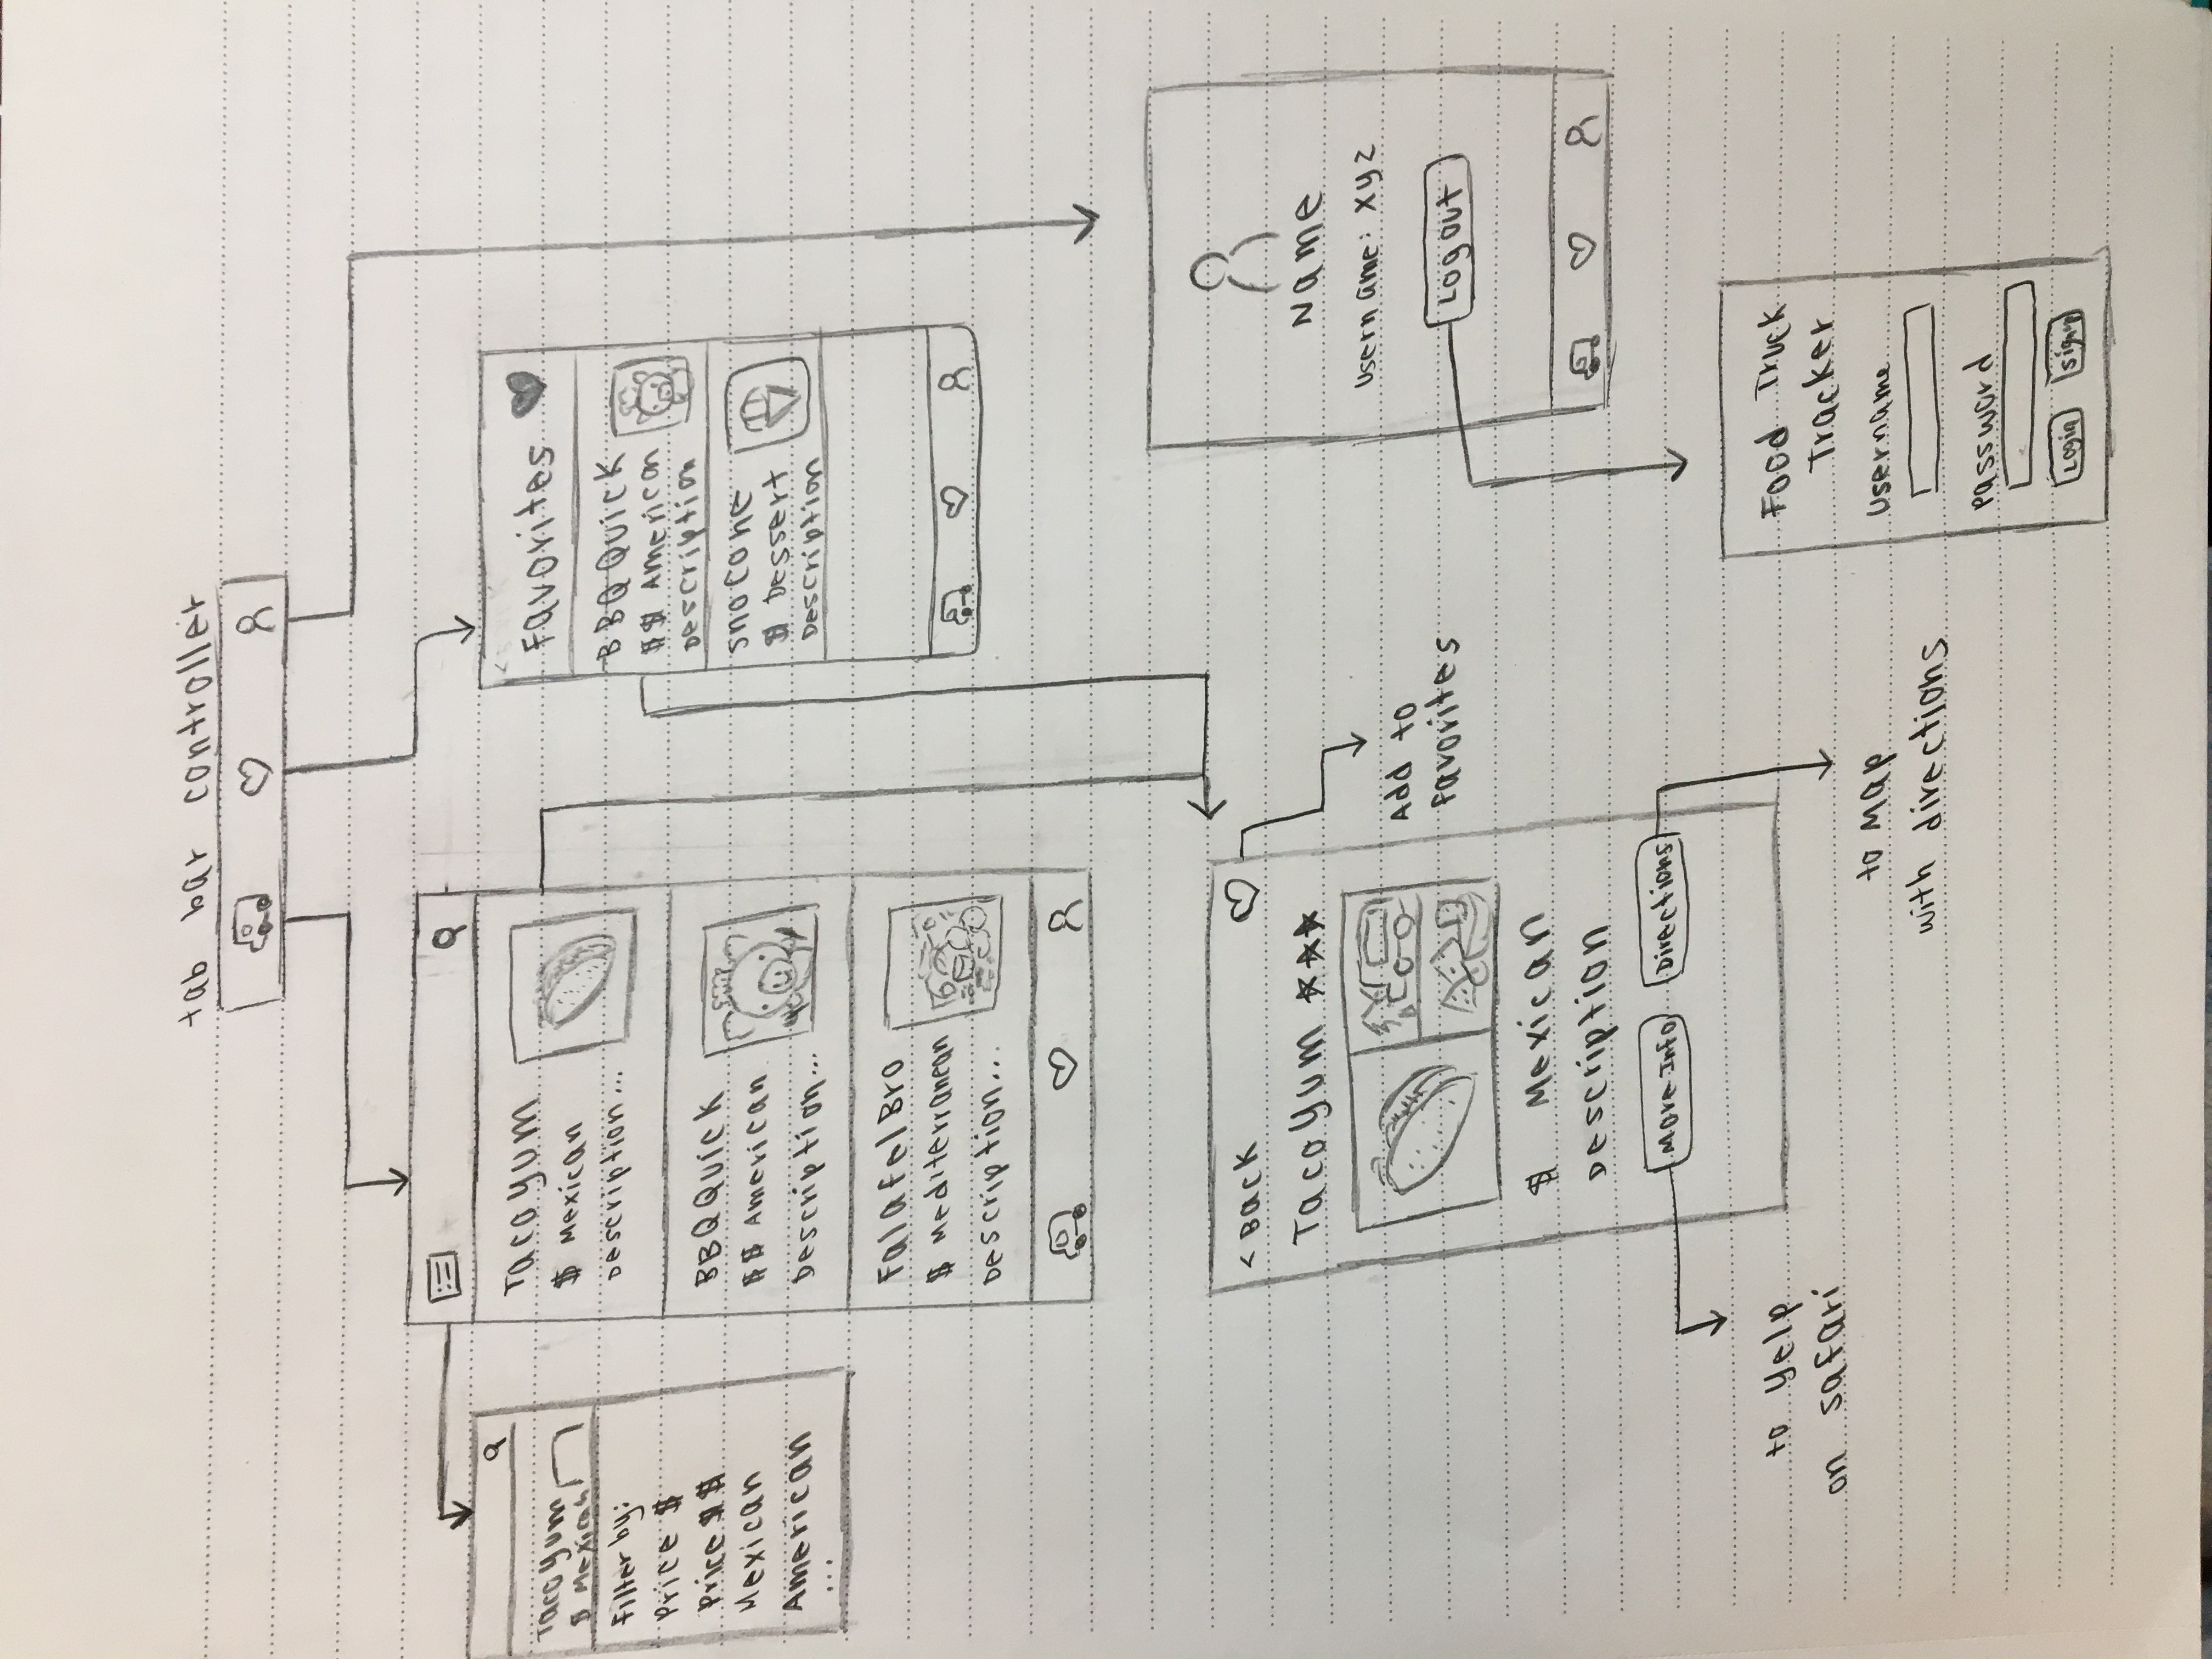 tab bar controller
TacoYum
$ Mexican
Filter by:
Price $
Price $$
Mexican
American
...
TacoYum
$ Mexican
Description...
BBQQuick
$$ American
Description...
FalafelBro
$ Mediterranean
Description...
< 
Favorites
BBQQuick
$$ American
Description
SnoCone
$ Dessert
Description
< Back
TacoYum
$ Mexican
Description
More Info Directions
Add to
favorites
to Yelp
on safari
to Map
with directions
Name
Username: xyz
Log out
Food Truck
Tracker
Username
Password
Login Signup